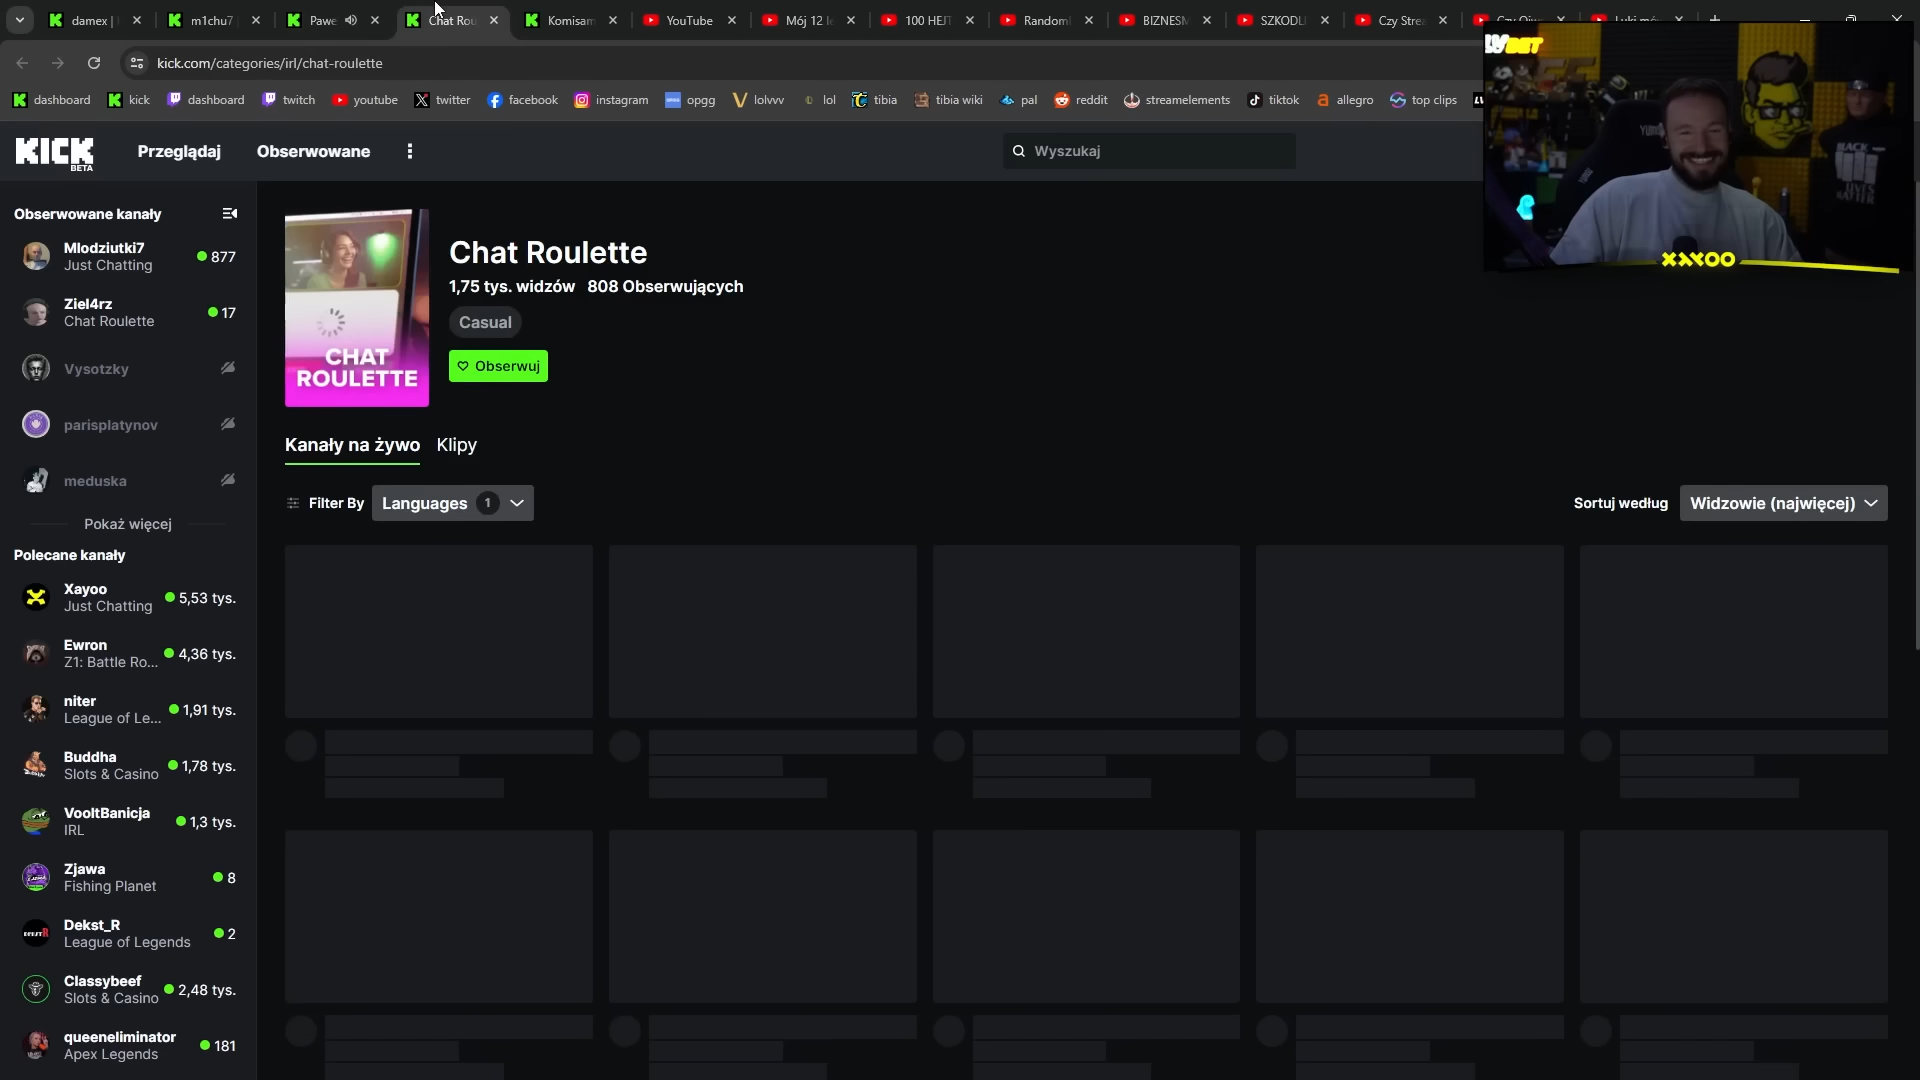 damex |
m1chu7
Pawe
Chat Rou
Komisam
YouTube
Mój 12 l
100 HEJT
Random
BIZNESM
SZKODLI
Czy Stre
kick.com/categories/irl/chat-roulette
dashboard
kick
dashboard
twitch
youtube
twitter
facebook
instagram
opgg
lolvvv
lol
tibia
tibia wiki
pal
reddit
streamelements
tiktok
allegro
top clips
KICK
BETA
Przeglądaj
Obserwowane
Wyszukaj
BLACK
LIVES
MATTER
XAYOO
Obserwowane kanały
Mlodziutki7
Just Chatting
877
Ziel4rz
Chat Roulette
17
Vysotzky
parisplatynov
meduska
Pokaż więcej
Polecane kanały
Xayoo
Just Chatting
5,53 tys.
Ewron
Z1: Battle Ro...
4,36 tys.
niter
League of Le...
1,91 tys.
Buddha
Slots & Casino
1,78 tys.
VooltBanicja
IRL
1,3 tys.
Zjawa
Fishing Planet
8
Dekst_R
League of Legends
2
Classybeef
Slots & Casino
2,48 tys.
queeneliminator
Apex Legends
181
CHAT
ROULETTE
Chat Roulette
1,75 tys. widzów 808 Obserwujących
Casual
Obserwuj
Kanały na żywo
Klipy
Filter By
Languages 1
Sortuj według
Widzowie (najwięcej)